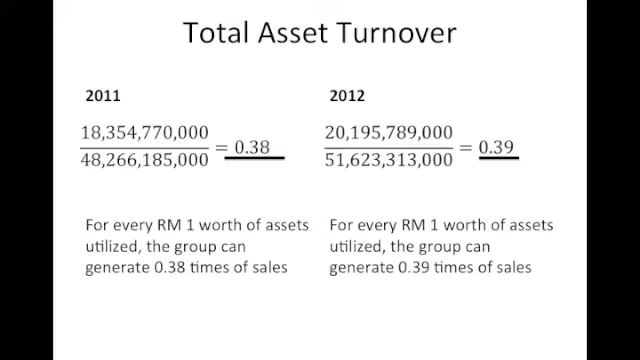 Total Asset Turnover
2011
18,354,770,000
48,266,185,000
= 0.38
For every RM 1 worth of assets
utilized, the group can
generate 0.38 times of sales
2012
20,195,789,000
51,623,313,000
= 0.39
For every RM 1 worth of assets
utilized, the group can
generate 0.39 times of sales